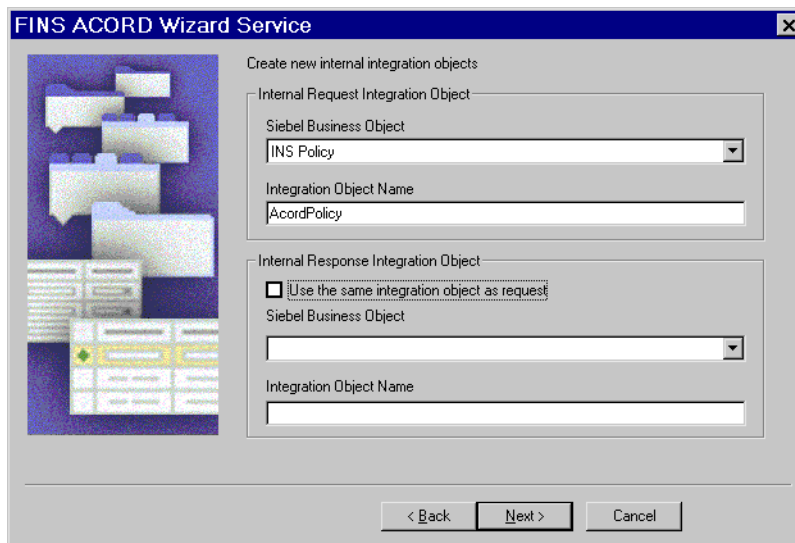 FINS ACORD Wizard Service
Create new internal integration objects
Internal Request Integration Object
Siebel Business Object
INS Policy
Integration Object Name
AcordPolicy
Internal Response Integration Object
Use the same integration object as request
Siebel Business Object
Integration Object Name
< Back Next > Cancel